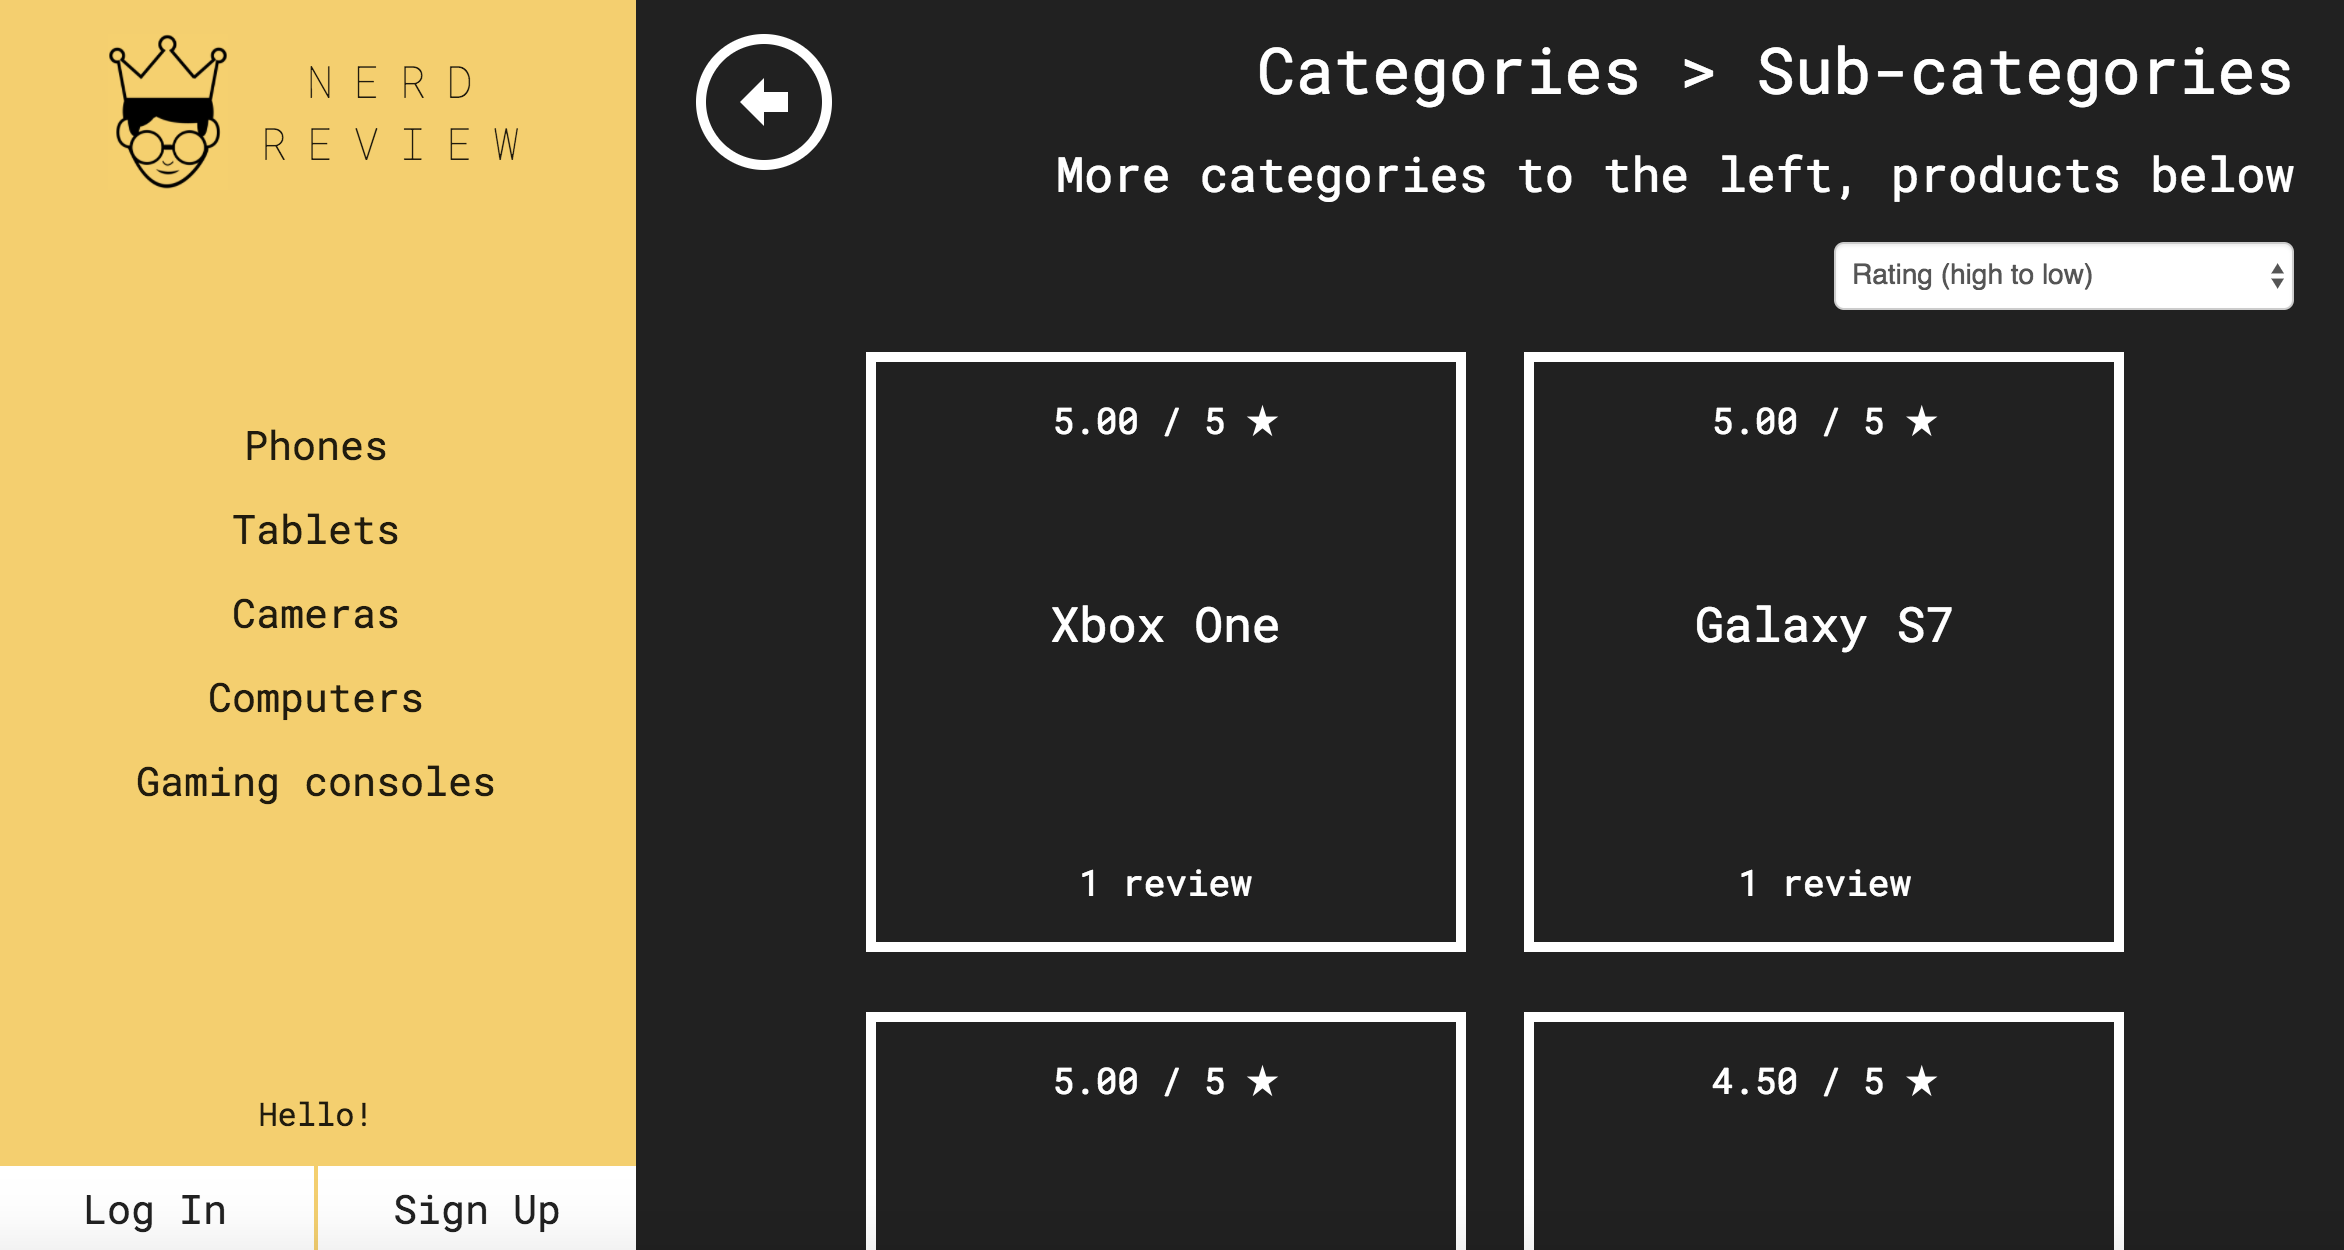 NERD
REVIEW
Phones
Tablets
Cameras
Computers
Gaming consoles
Hello!
Log In
Sign Up
Categories > Sub-categories
More categories to the left, products below
Rating (high to low)
5.00 / 5 ★
Xbox One
1 review
5.00 / 5 ★
Galaxy S7
1 review
5.00 / 5 ★
4.50 / 5 ★